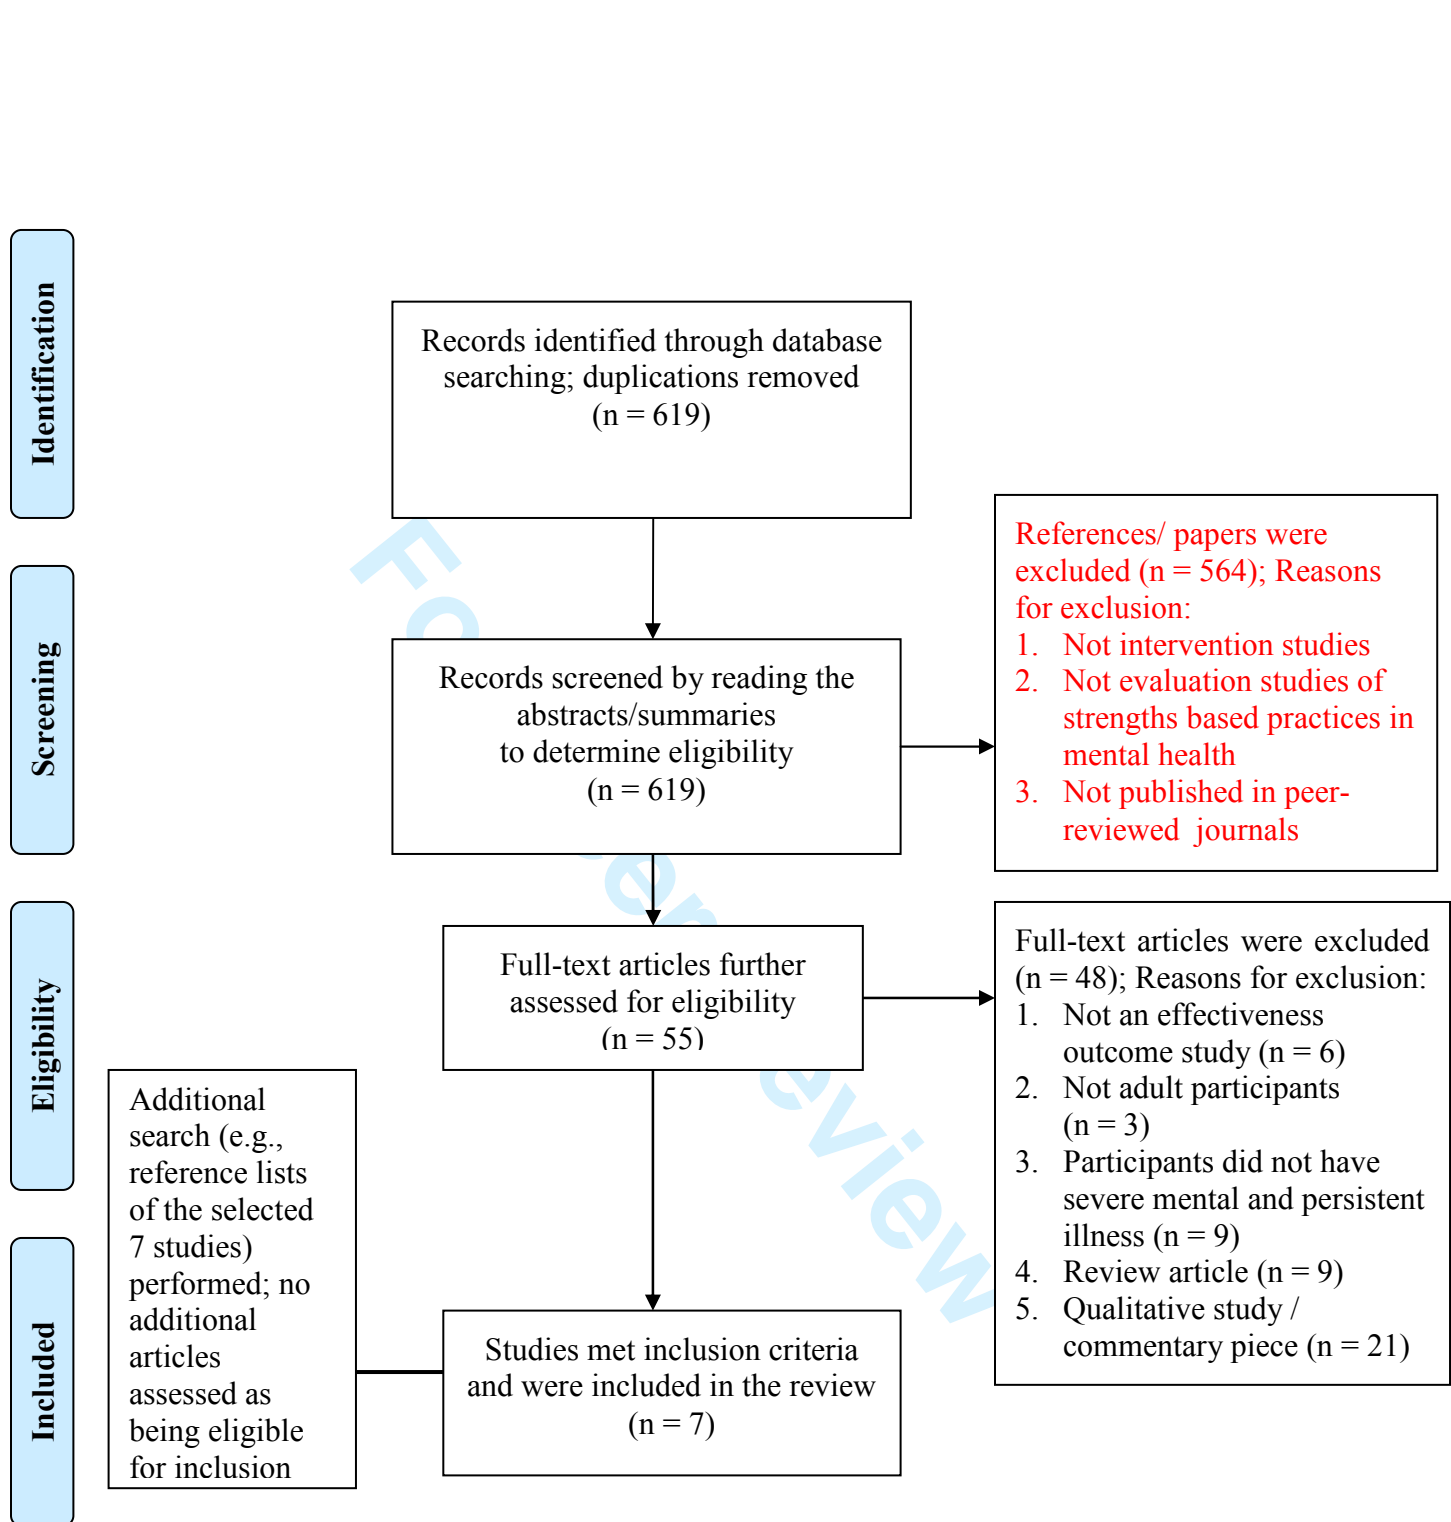 Identification
Records identified through database
searching; duplications removed
(n = 619)
References/ papers were
excluded (n = 564); Reasons
for exclusion:
1. Not intervention studies
2. Not evaluation studies of
strengths based practices in
mental health
3. Not published in peer-
reviewed journals
Screening
Records screened by reading the
abstracts/summaries
to determine eligibility
(n = 619)
Eligibility
Full-text articles further
assessed for eligibility
(n = 55)
Full-text articles were excluded
(n = 48); Reasons for exclusion:
1. Not an effectiveness
outcome study (n = 6)
2. Not adult participants
(n = 3)
3. Participants did not have
severe mental and persistent
illness (n = 9)
4. Review article (n = 9)
5. Qualitative study /
commentary piece (n = 21)
Additional
search (e.g.,
reference lists
of the selected
7 studies)
performed; no
additional
articles
assessed as
being eligible
for inclusion
Included
Studies met inclusion criteria
and were included in the review
(n = 7)